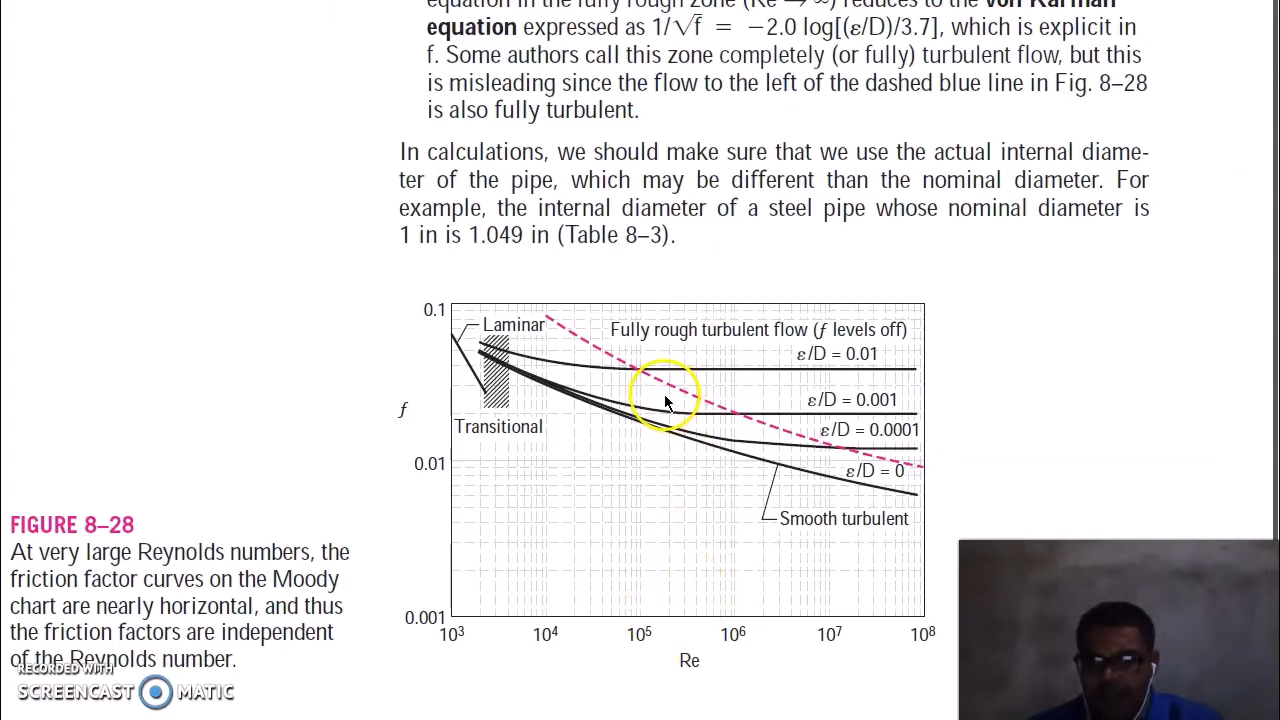 equation in the fully rough zone (Re → ∞) reduces to the von Kármán
equation expressed as 1/√f = −2.0 log[(ε/D)/3.7], which is explicit in
f. Some authors call this zone completely (or fully) turbulent flow, but this
is misleading since the flow to the left of the dashed blue line in Fig. 8–28
is also fully turbulent.
In calculations, we should make sure that we use the actual internal diame-
ter of the pipe, which may be different than the nominal diameter. For
example, the internal diameter of a steel pipe whose nominal diameter is
1 in is 1.049 in (Table 8–3).
0.1
Laminar
Fully rough turbulent flow (f levels off)
ε/D = 0.01
ε/D = 0.001
f
Transitional
ε/D = 0.0001
0.01
ε/D = 0
Smooth turbulent
0.001
10³ 10⁴ 10⁵ 10⁶ 10⁷ 10⁸
Re
FIGURE 8–28
At very large Reynolds numbers, the
friction factor curves on the Moody
chart are nearly horizontal, and thus
the friction factors are independent
of the Reynolds number.
RECORDED WITH
SCREENCAST MATIC